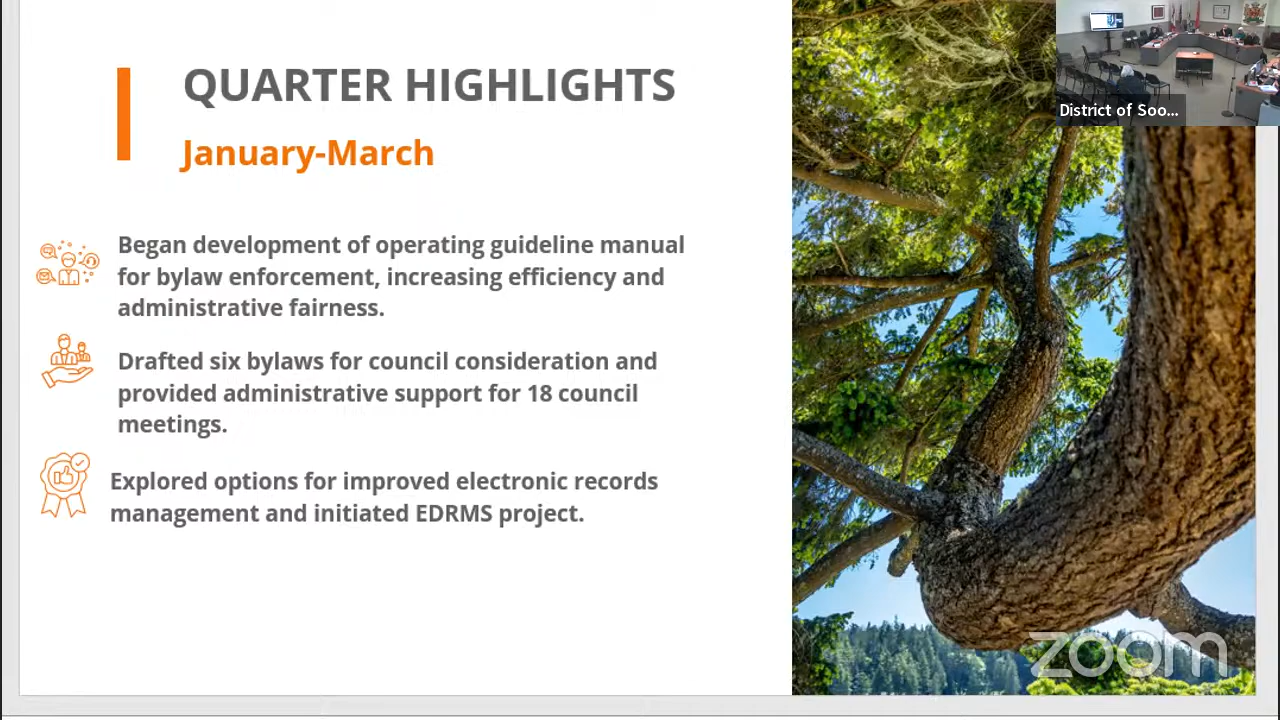 QUARTER HIGHLIGHTS
January-March
Began development of operating guideline manual
for bylaw enforcement, increasing efficiency and
administrative fairness.
Drafted six bylaws for council consideration and
provided administrative support for 18 council
meetings.
Explored options for improved electronic records
management and initiated EDRMS project.
District of Soo...
zoom